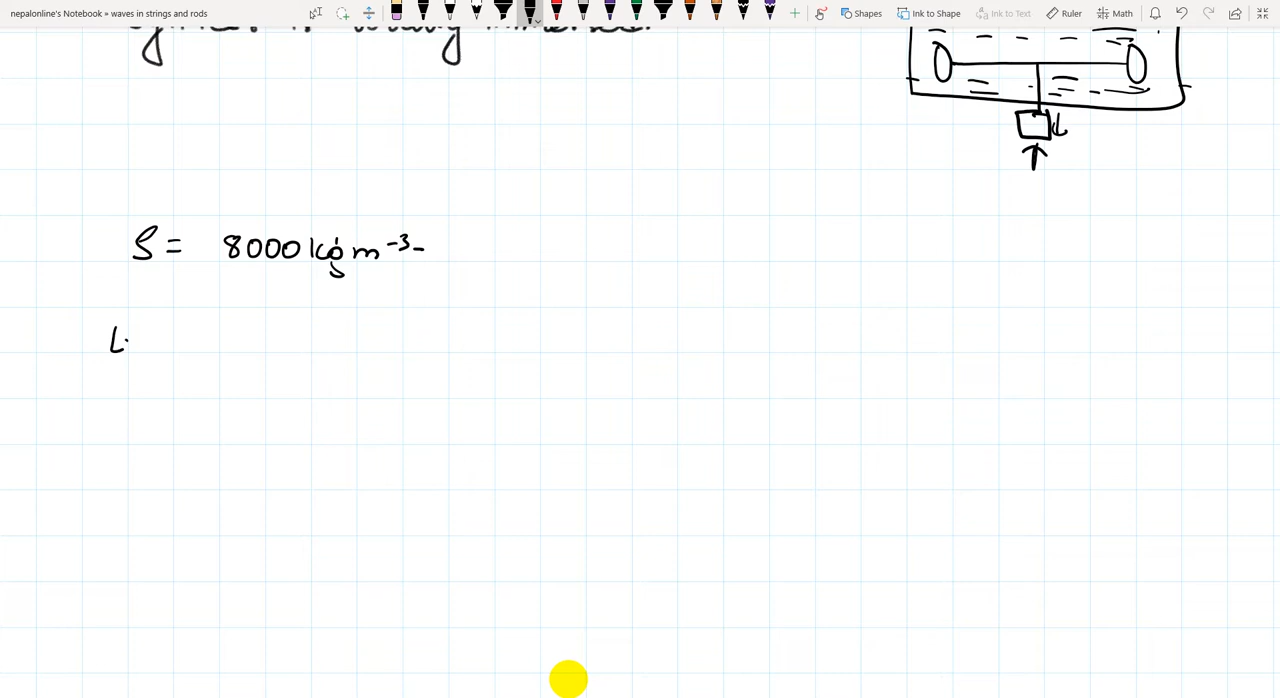 nepalonline's Notebook » waves in strings and rods
Shapes Ink to Shape Ink to Text Ruler Math
S = 8000 kg m⁻³
L